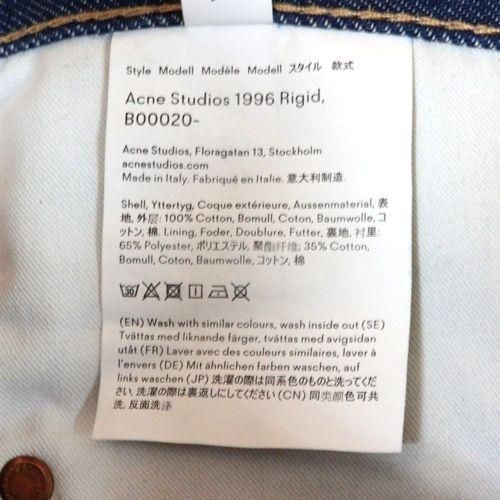 Style Modell Modèle Modell スタイル 款式
Acne Studios 1996 Rigid,
B00020-
Acne Studios, Floragatan 13, Stockholm
acnestudios.com
Made in Italy. Fabriqué en Italie. 意大利制造.
Shell, Yttertyg, Coque extérieure, Aussenmaterial, 表
地, 外层: 100% Cotton, Bomull, Coton, Baumwolle, コ
ットン, 棉. Lining, Foder, Doublure, Futter, 裏地, 衬里:
65% Polyester, ポリエステル, 聚酯纤维; 35% Cotton,
Bomull, Coton, Baumwolle, コットン, 棉
30
(EN) Wash with similar colours, wash inside out (SE)
Tvättas med liknande färger, tvättas med avigsidan
utåt (FR) Laver avec des couleurs similaires, laver à
l'envers (DE) Mit ähnlichen farben waschen, auf
links waschen (JP) 洗濯の際は同系色のものと洗ってくだ
さい, 洗濯の際は裏返しにしてください (CN) 同类颜色可共
洗, 反面洗涤